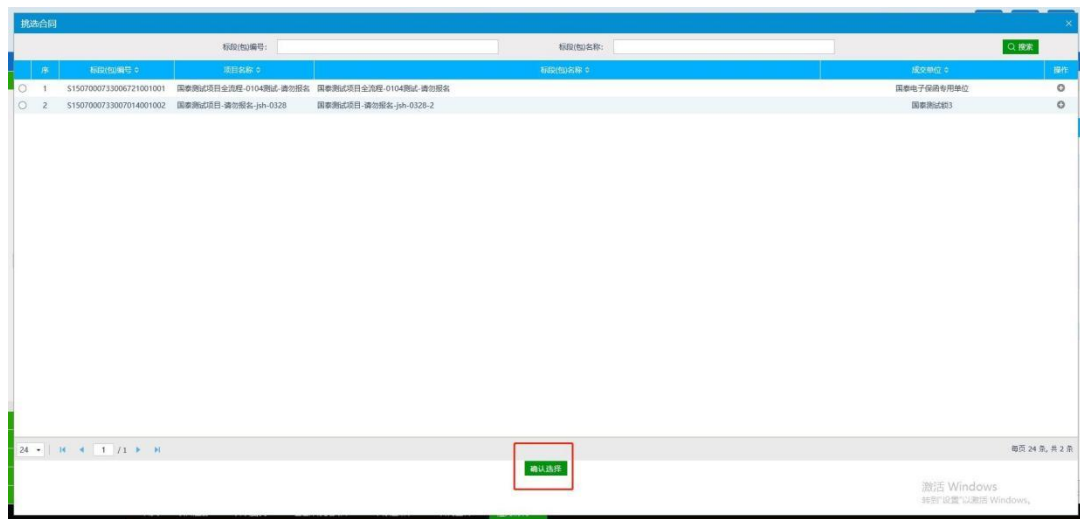 挑选合同
标段(包)编号: 标段(包)名称: 搜索
序 标段(包)编号 项目名称 标段(包)名称 成交单位 操作
1 S1507000733006721001001 国泰测试项目全流程-0104测试-请勿报名 国泰测试项目全流程-0104测试-请勿报名 国泰电子保函专用单位
2 S1507000733007014001002 国泰测试项目-请勿报名-jsh-0328 国泰测试项目-请勿报名-jsh-0328-2 国泰测试锁3
24 1 / 1 每页 24 条, 共 2 条
确认选择
激活 Windows
转到"设置"以激活 Windows。